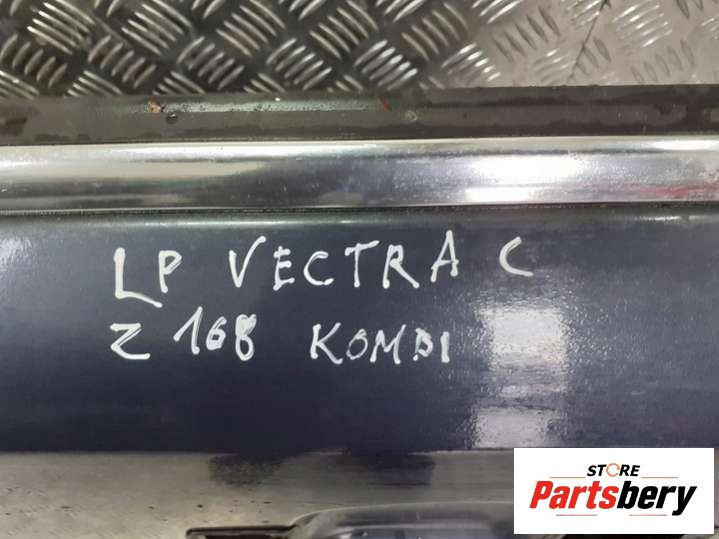 LP VECTRA C
Z 168 KOMBI
STORE
Partsbery